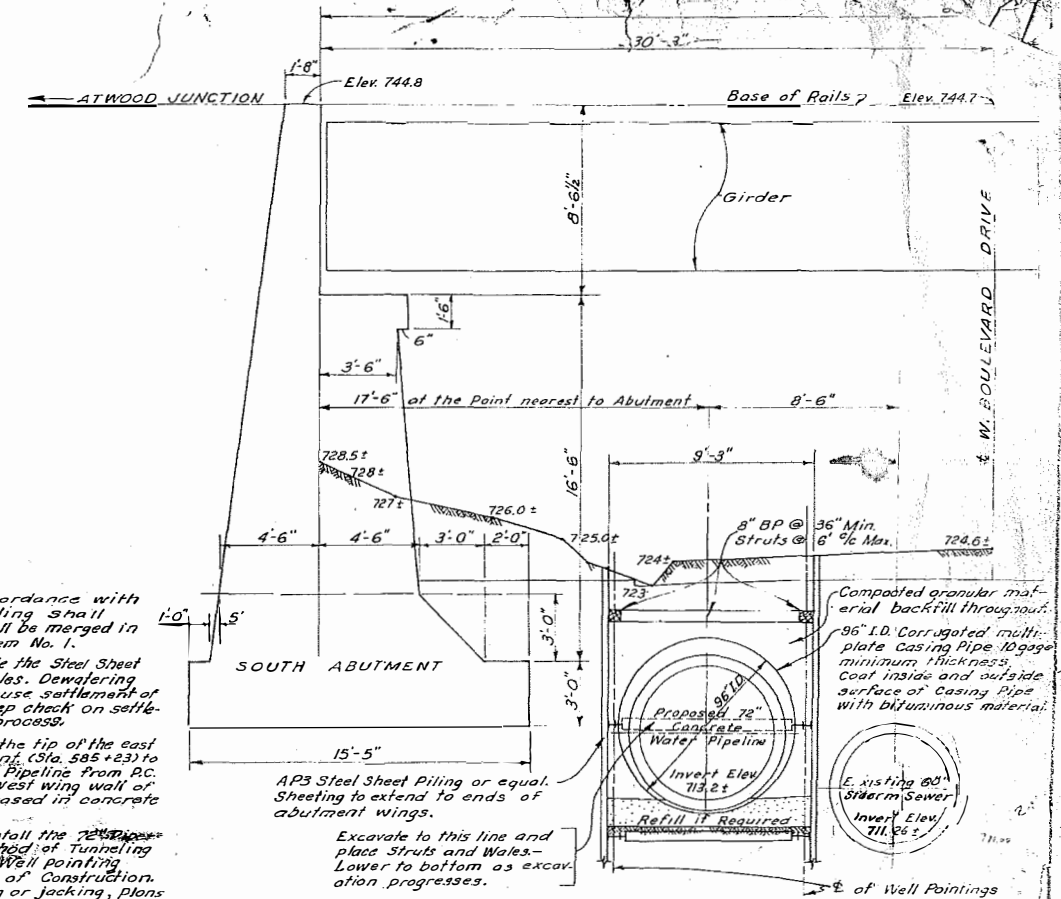 30'-3"
1'-8"
Elev. 744.8
ATWOOD JUNCTION
Base of Rails
Elev. 744.7
8'-6½"
Girder
℄ W. BOULEVARD DRIVE
1'-6"
6"
3'-6"
17'-6" at the Point nearest to Abutment
8'-6"
728.5±
728±
727±
726.0±
725.0±
724±
723
724.6±
16'-6"
9'-3"
8" BP @ 36" Min.
Struts @ 6' c/c Max.
4'-6"
4'-6"
3'-0"
2'-0"
1'-0"
5'
3'-0"
3'-0"
SOUTH ABUTMENT
15'-5"
Compacted granular mat-
erial backfill throughout.
96" I.D. Corrugated multi-
plate Casing Pipe 10 gage
minimum thickness
Coat inside and outside
surface of Casing Pipe
with bituminous material.
96" I.D.
Proposed 72"
Concrete
Water Pipeline
Invert Elev.
713.2±
Refill if Required
Existing 60"
Storm Sewer
Invert Elev.
711.26±
AP3 Steel Sheet Piling or equal.
Sheeting to extend to ends of
abutment wings.
Excavate to this line and
place Struts and Wales.-
Lower to bottom as excav-
ation progresses.
℄ of Well Pointings
ordance with
ling shall
ll be merged in
em No. 1.
e the Steel Sheet
les. Dewatering
use settlement of
ep check on settle-
process.
the tip of the east
nt. (Sta. 585+23) to
Pipeline from P.C.
west wing wall of
ased in concrete
tall the 72"
hod of Tunneling
Well pointing
of Construction.
g or jacking, plans